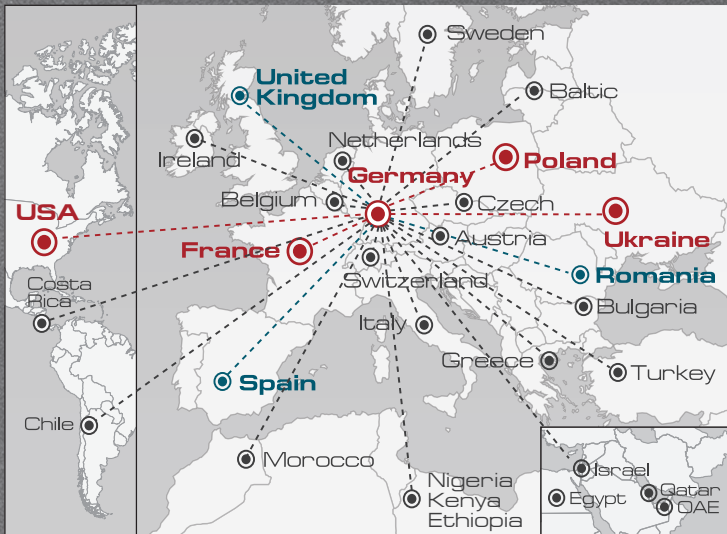 Sweden
United
Kingdom
Baltic
Ireland
Netherlands
Poland
Germany
Belgium
Czech
USA
Ukraine
Austria
France
Switzerland
Romania
Costa
Rica
Bulgaria
Italy
Greece
Turkey
Spain
Chile
Morocco
Nigeria
Kenya
Ethiopia
Israel
Egypt
Qatar
OAE